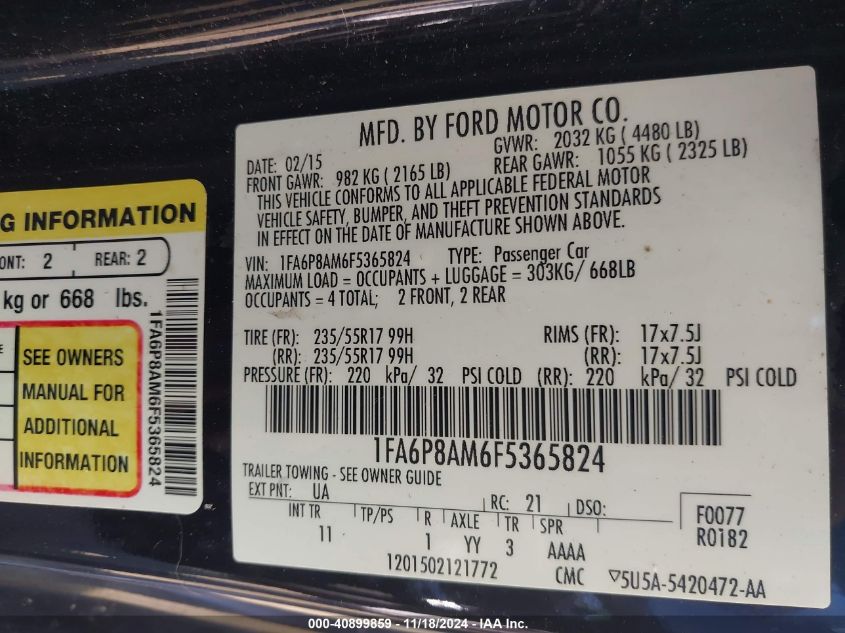 MFD. BY FORD MOTOR CO.
DATE: 02/15 GVWR: 2032 KG ( 4480 LB)
FRONT GAWR: 982 KG ( 2165 LB) REAR GAWR: 1055 KG ( 2325 LB)
THIS VEHICLE CONFORMS TO ALL APPLICABLE FEDERAL MOTOR
VEHICLE SAFETY, BUMPER, AND THEFT PREVENTION STANDARDS
IN EFFECT ON THE DATE OF MANUFACTURE SHOWN ABOVE.
VIN: 1FA6P8AM6F5365824 TYPE: Passenger Car
MAXIMUM LOAD = OCCUPANTS + LUGGAGE = 303KG/ 668LB
OCCUPANTS = 4 TOTAL; 2 FRONT, 2 REAR
TIRE (FR): 235/55R17 99H RIMS (FR): 17x7.5J
(RR): 235/55R17 99H (RR): 17x7.5J
PRESSURE (FR): 220 kPa/ 32 PSI COLD (RR): 220 kPa/ 32 PSI COLD
1FA6P8AM6F5365824
TRAILER TOWING - SEE OWNER GUIDE
EXT PNT: UA RC: 21 DSO:
INT TR TP/PS R AXLE TR SPR
11 1 YY 3 AAAA
F0077
R0182
1201502121772 CMC ▽5U5A-5420472-AA
G INFORMATION
ONT: 2 REAR: 2
kg or 668 lbs.
SEE OWNERS
MANUAL FOR
ADDITIONAL
INFORMATION
1FA6P8AM6F5365824
000-40899859 - 11/18/2024 - IAA Inc.